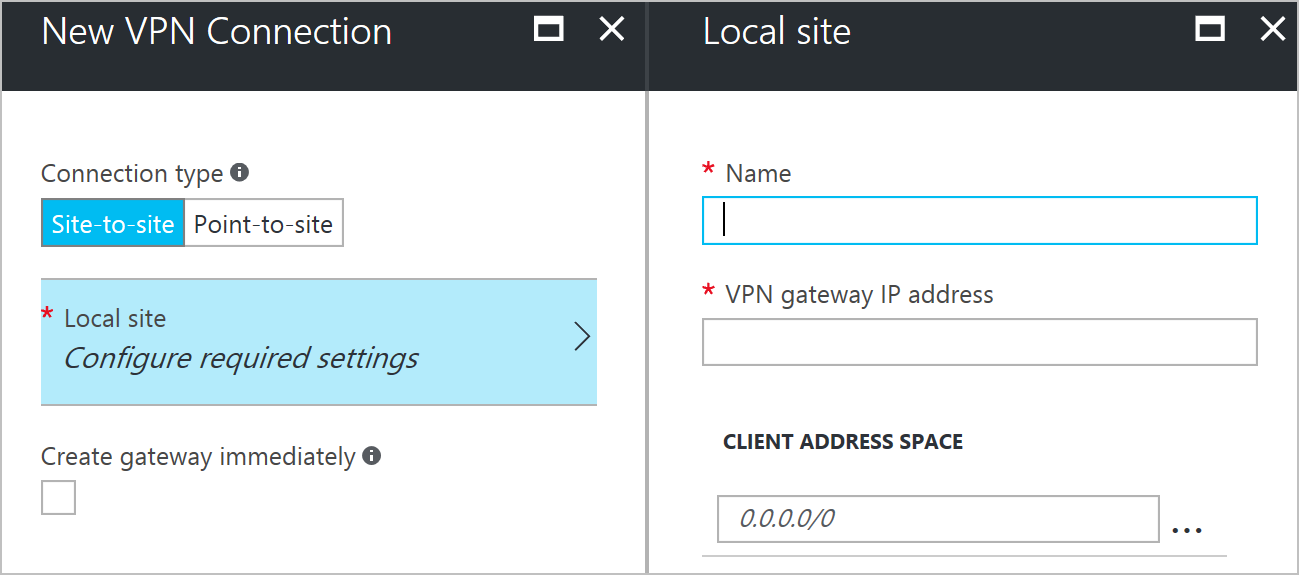 New VPN Connection
Connection type
Site-to-site
Point-to-site
* Local site
Configure required settings
Create gateway immediately
Local site
* Name
* VPN gateway IP address
CLIENT ADDRESS SPACE
0.0.0.0/0
...